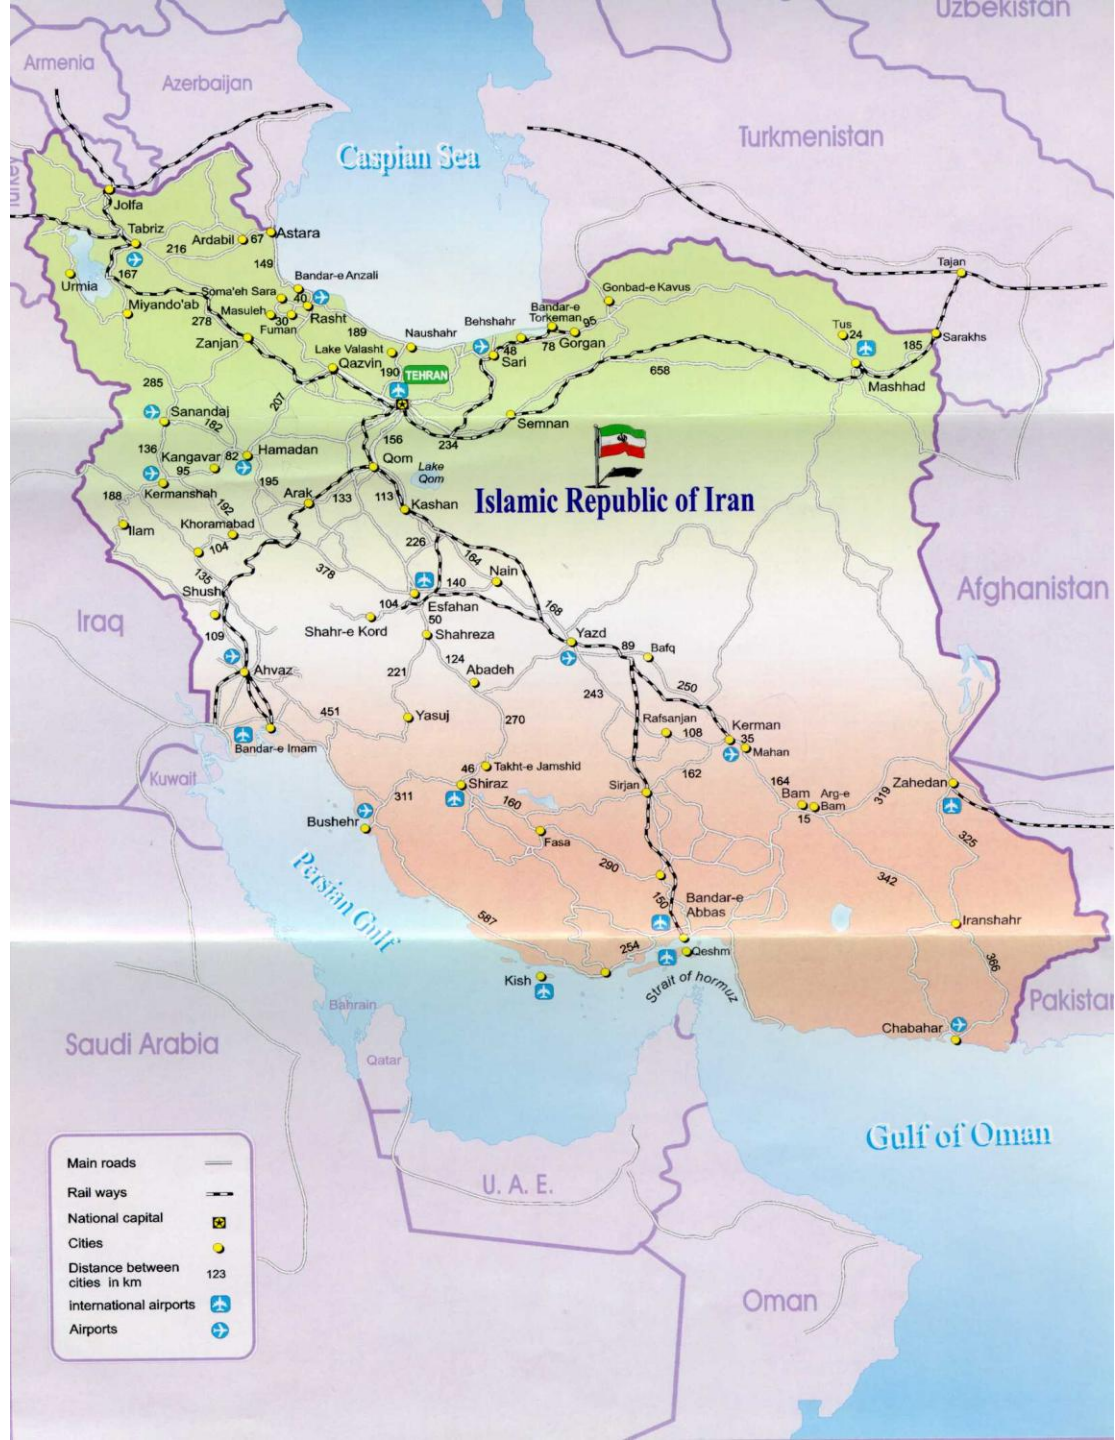 Uzbekistan
Armenia
Azerbaijan
Turkmenistan
Caspian Sea
Turkey
Jolfa
Tabriz
Ardabil
67
Astara
216
149
Tajan
Urmia
167
Bandar-e Anzali
Soma'eh Sara
40
Gonbad-e Kavus
Miyando'ab
Masuleh
30
Rasht
Fuman
278
189
Naushahr
Behshahr
Bandar-e
Torkeman
95
78
Gorgan
Tus
24
185
Sarakhs
Zanjan
Lake Valasht
Qazvin
190
TEHRAN
48
Sari
658
Mashhad
285
207
Sanandaj
182
Semnan
156
234
136
Kangavar
82
Hamadan
95
Qom
Lake
Qom
Kermanshah
195
188
192
Arak
133
113
Kashan
Islamic Republic of Iran
Ilam
Khoramabad
104
226
164
378
135
Nain
140
Afghanistan
Shush
104
Esfahan
168
Iraq
50
Shahr-e Kord
Shahreza
Yazd
109
89
Bafq
124
Abadeh
Ahvaz
221
250
243
451
Yasuj
270
Rafsanjan
108
Kerman
35
Mahan
Bandar-e Imam
Kuwait
46
Takht-e Jamshid
Shiraz
Sirjan
162
164
Zahedan
311
160
Bam
Arg-e
Bam
15
319
Bushehr
Fasa
325
290
342
Persian Gulf
150
Bandar-e
Abbas
587
Iranshahr
254
Qeshm
366
Kish
Strait of hormuz
Bahrain
Pakistan
Chabahar
Saudi Arabia
Qatar
Gulf of Oman
U. A. E.
Oman
Main roads
Rail ways
National capital
Cities
Distance between
cities in km
123
international airports
Airports